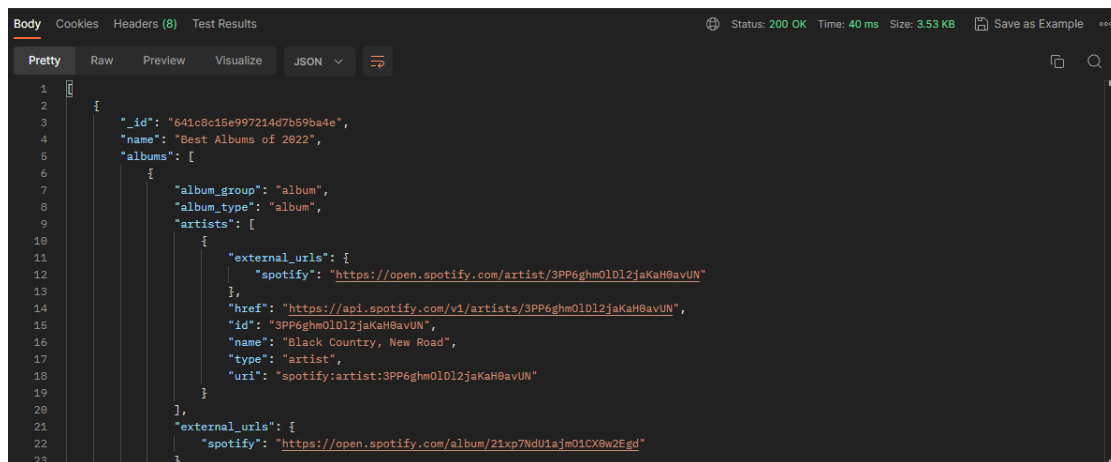 Body Cookies Headers (8) Test Results Status: 200 OK Time: 40 ms Size: 3.53 KB Save as Example
Pretty Raw Preview Visualize JSON
1 [
2 {
3 "_id": "641c8c15e997214d7b59ba4e",
4 "name": "Best Albums of 2022",
5 "albums": [
6 {
7 "album_group": "album",
8 "album_type": "album",
9 "artists": [
10 {
11 "external_urls": {
12 "spotify": "https://open.spotify.com/artist/3PP6ghmOlDl2jaKaH0avUN"
13 },
14 "href": "https://api.spotify.com/v1/artists/3PP6ghmOlDl2jaKaH0avUN",
15 "id": "3PP6ghmOlDl2jaKaH0avUN",
16 "name": "Black Country, New Road",
17 "type": "artist",
18 "uri": "spotify:artist:3PP6ghmOlDl2jaKaH0avUN"
19 }
20 ],
21 "external_urls": {
22 "spotify": "https://open.spotify.com/album/21xp7NdU1ajmO1CX0w2Egd"
23 }